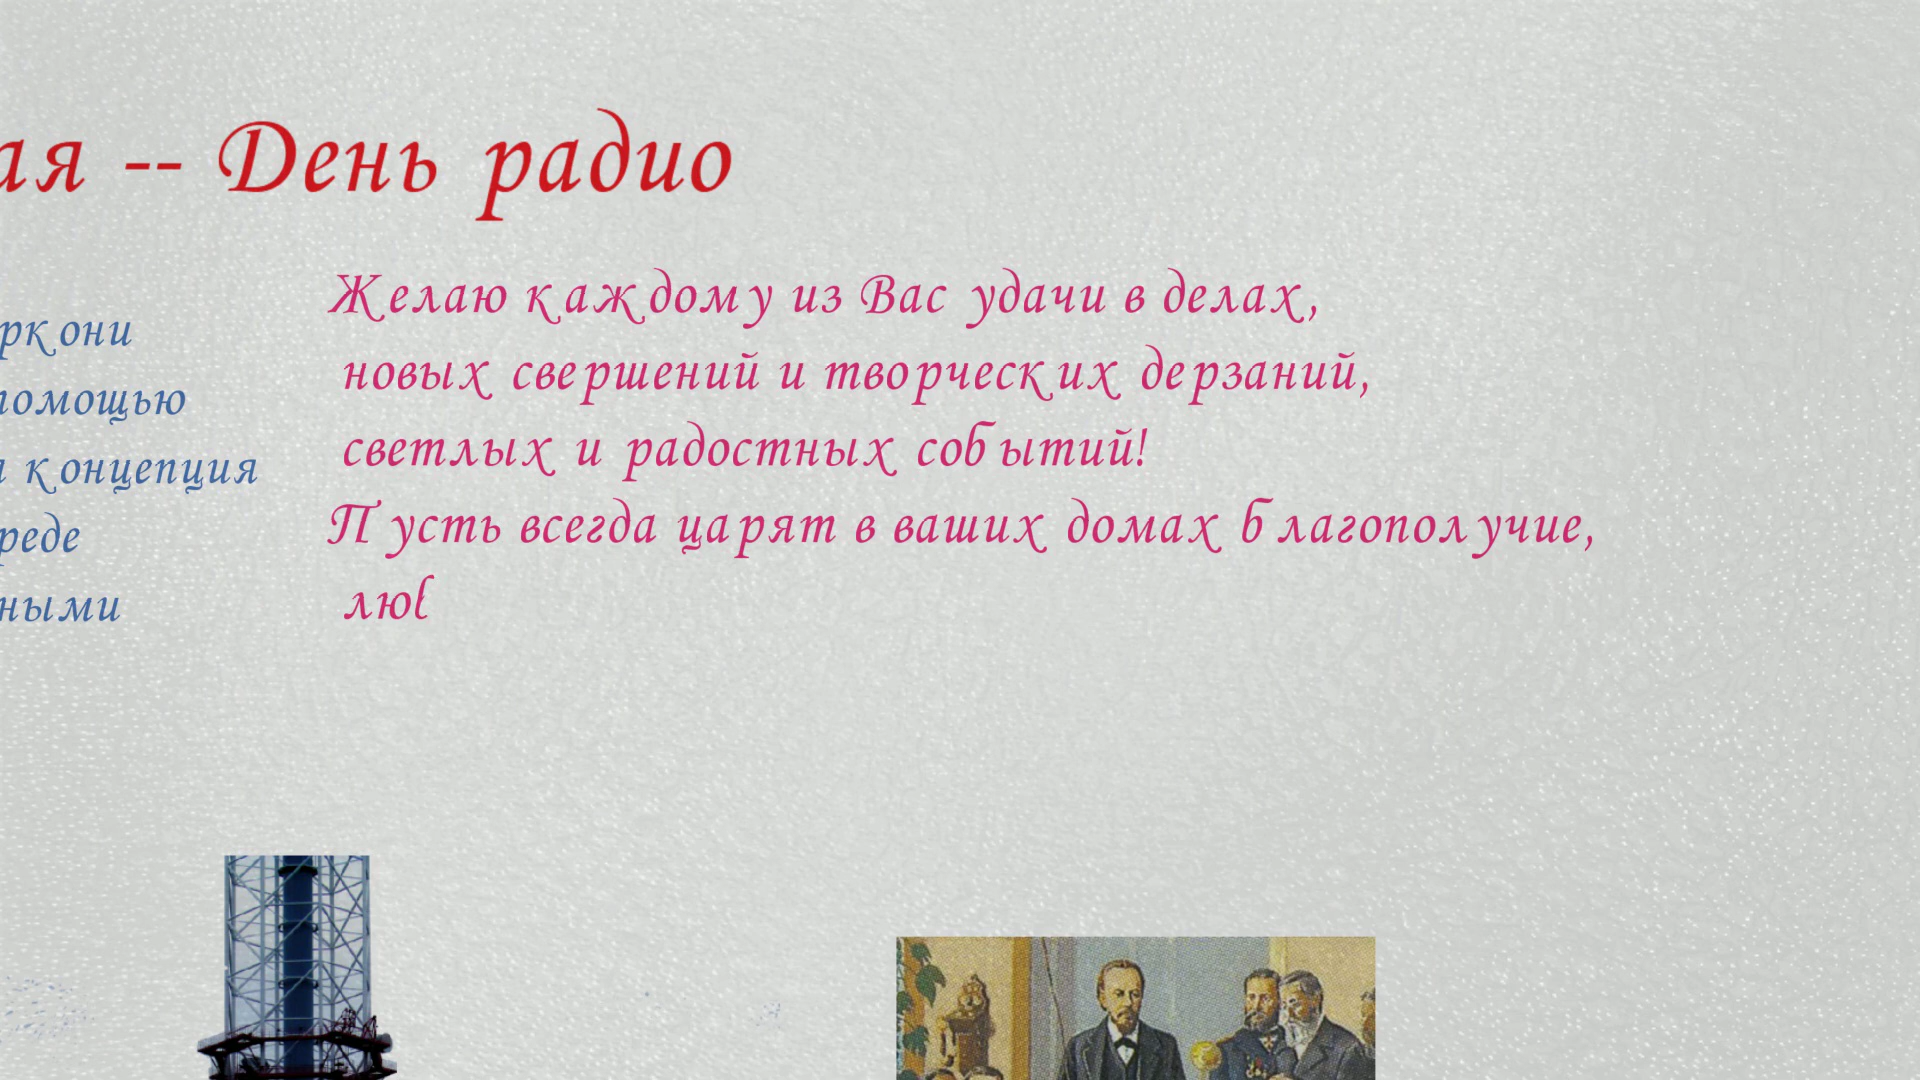 ая -- День радио
ркони
помощью
концепция
реде
ными
Желаю каждому из Вас удачи в делах,
новых свершений и творческих дерзаний,
светлых и радостных событий!
Пусть всегда царят в ваших домах благополучие,